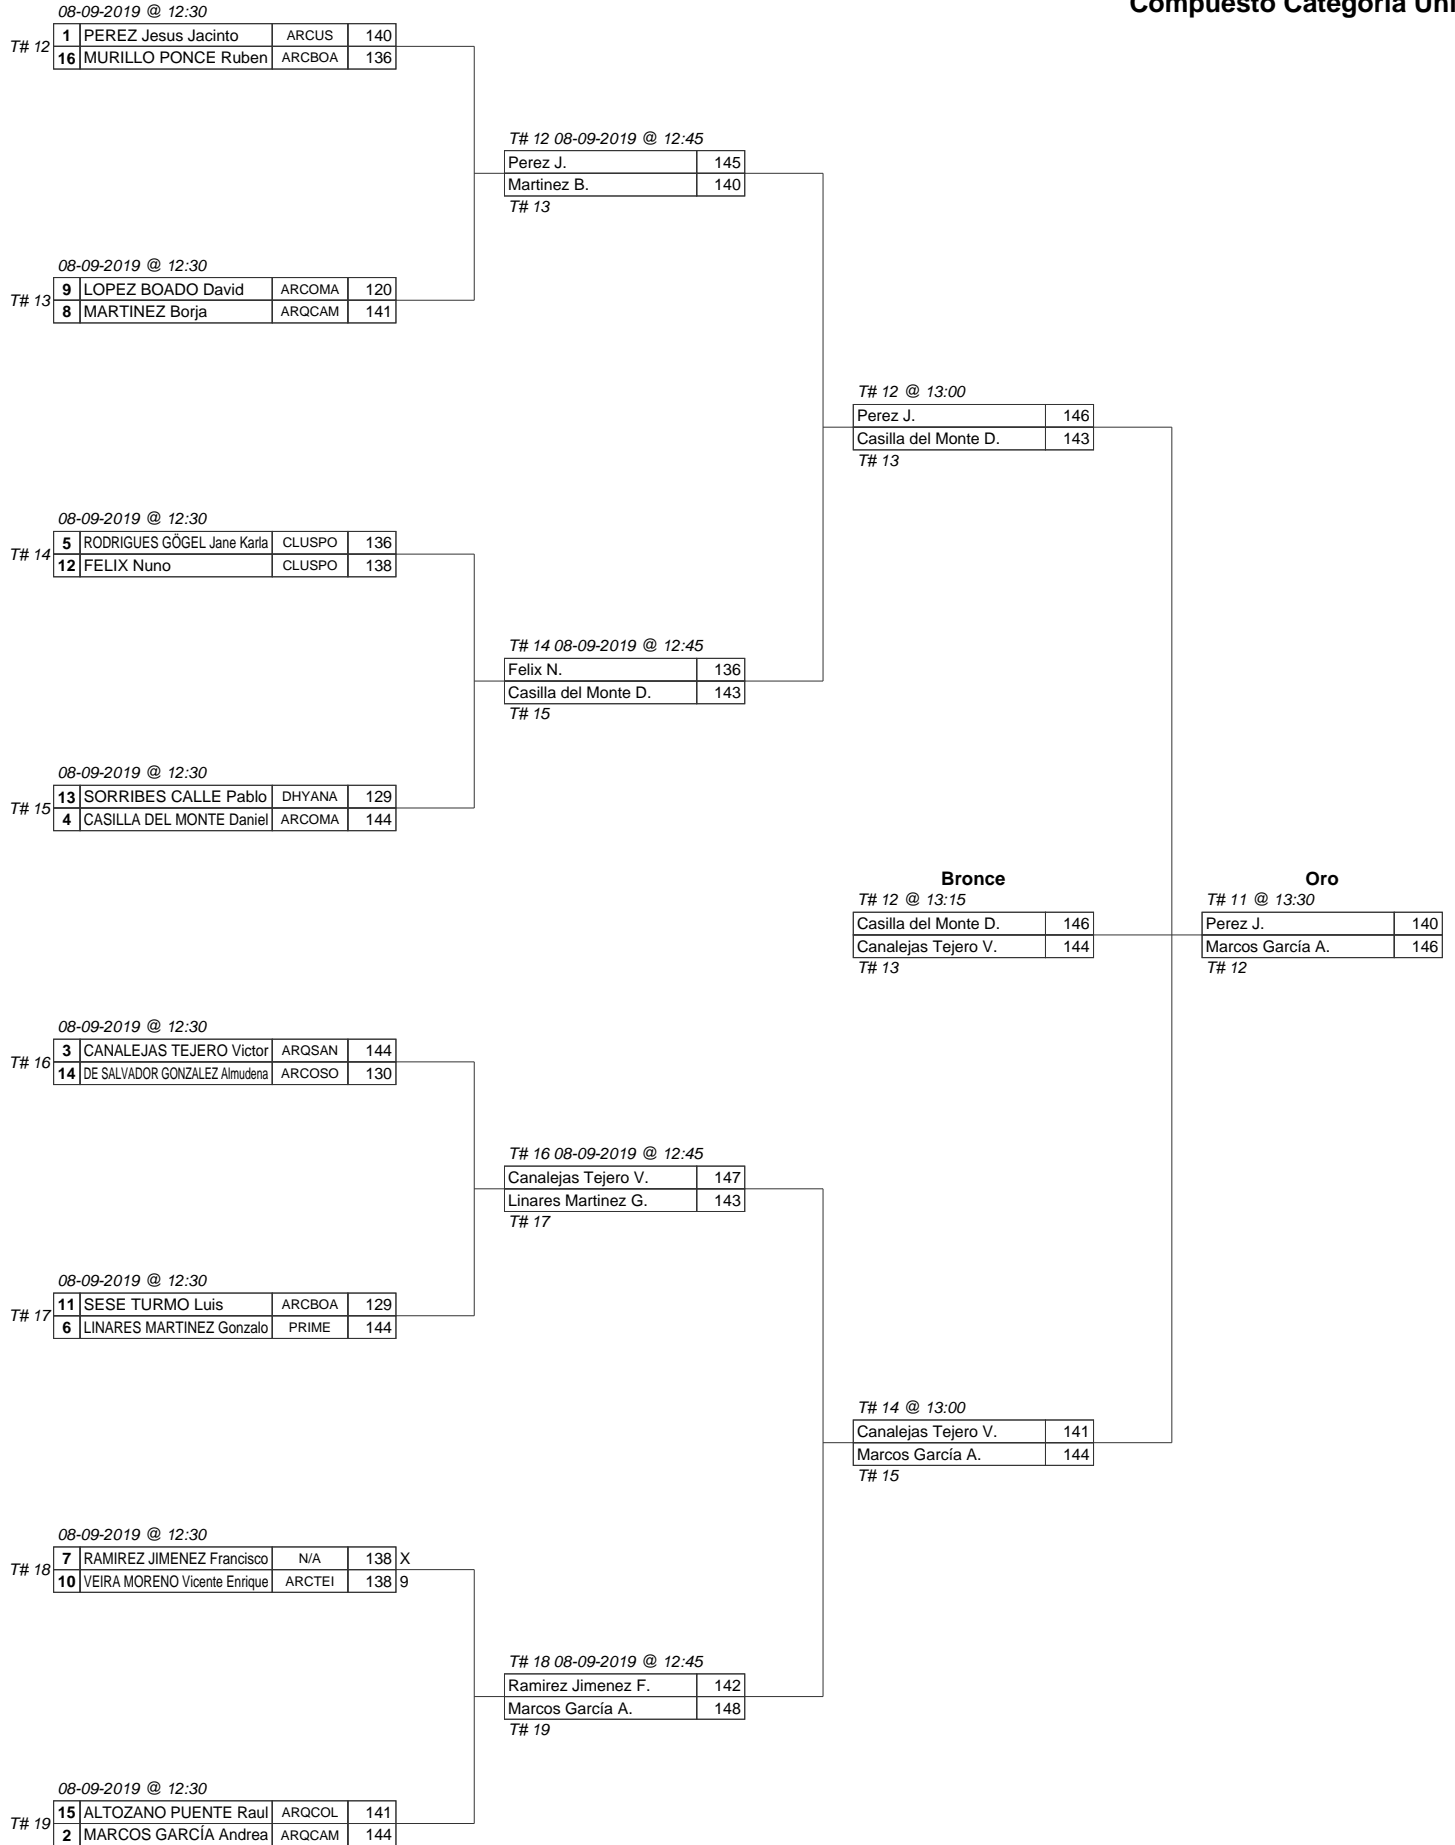 Compuesto Categoría Uni
08-09-2019 @ 12:30
T# 12
1 PEREZ Jesus Jacinto ARCUS 140
16 MURILLO PONCE Ruben ARCBOA 136
T# 12 08-09-2019 @ 12:45
Perez J. 145
Martinez B. 140
T# 13
08-09-2019 @ 12:30
T# 13
9 LOPEZ BOADO David ARCOMA 120
8 MARTINEZ Borja ARQCAM 141
T# 12 @ 13:00
Perez J. 146
Casilla del Monte D. 143
T# 13
08-09-2019 @ 12:30
T# 14
5 RODRIGUES GÖGEL Jane Karla CLUSPO 136
12 FELIX Nuno CLUSPO 138
T# 14 08-09-2019 @ 12:45
Felix N. 136
Casilla del Monte D. 143
T# 15
08-09-2019 @ 12:30
T# 15
13 SORRIBES CALLE Pablo DHYANA 129
4 CASILLA DEL MONTE Daniel ARCOMA 144
Bronce
T# 12 @ 13:15
Casilla del Monte D. 146
Canalejas Tejero V. 144
T# 13
Oro
T# 11 @ 13:30
Perez J. 140
Marcos García A. 146
T# 12
08-09-2019 @ 12:30
T# 16
3 CANALEJAS TEJERO Victor ARQSAN 144
14 DE SALVADOR GONZALEZ Almudena ARCOSO 130
T# 16 08-09-2019 @ 12:45
Canalejas Tejero V. 147
Linares Martinez G. 143
T# 17
08-09-2019 @ 12:30
T# 17
11 SESE TURMO Luis ARCBOA 129
6 LINARES MARTINEZ Gonzalo PRIME 144
T# 14 @ 13:00
Canalejas Tejero V. 141
Marcos García A. 144
T# 15
08-09-2019 @ 12:30
T# 18
7 RAMIREZ JIMENEZ Francisco N/A 138 X
10 VEIRA MORENO Vicente Enrique ARCTEI 138 9
T# 18 08-09-2019 @ 12:45
Ramirez Jimenez F. 142
Marcos García A. 148
T# 19
08-09-2019 @ 12:30
T# 19
15 ALTOZANO PUENTE Raul ARQCOL 141
2 MARCOS GARCÍA Andrea ARQCAM 144